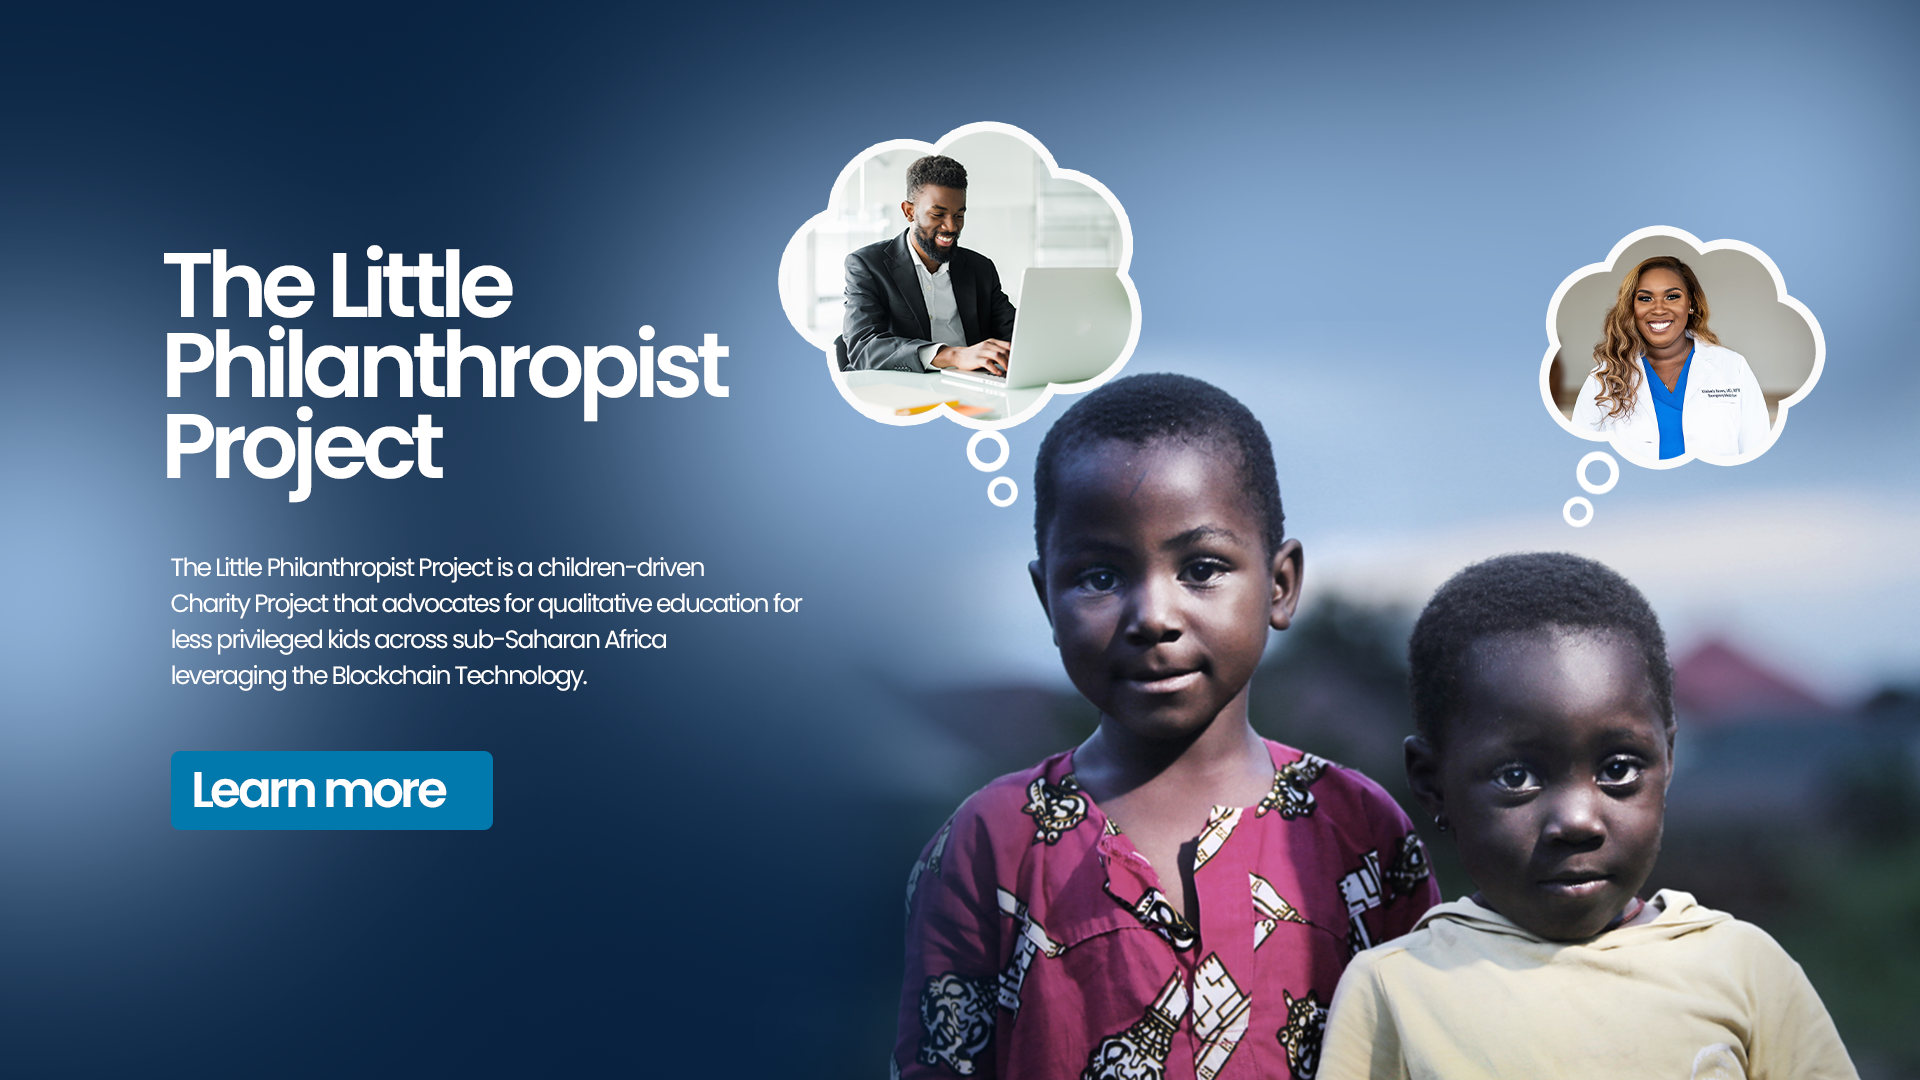 The Little
Philanthropist
Project
The Little Philanthropist Project is a children-driven
Charity Project that advocates for qualitative education for
less privileged kids across sub-Saharan Africa
leveraging the Blockchain Technology.
Learn more